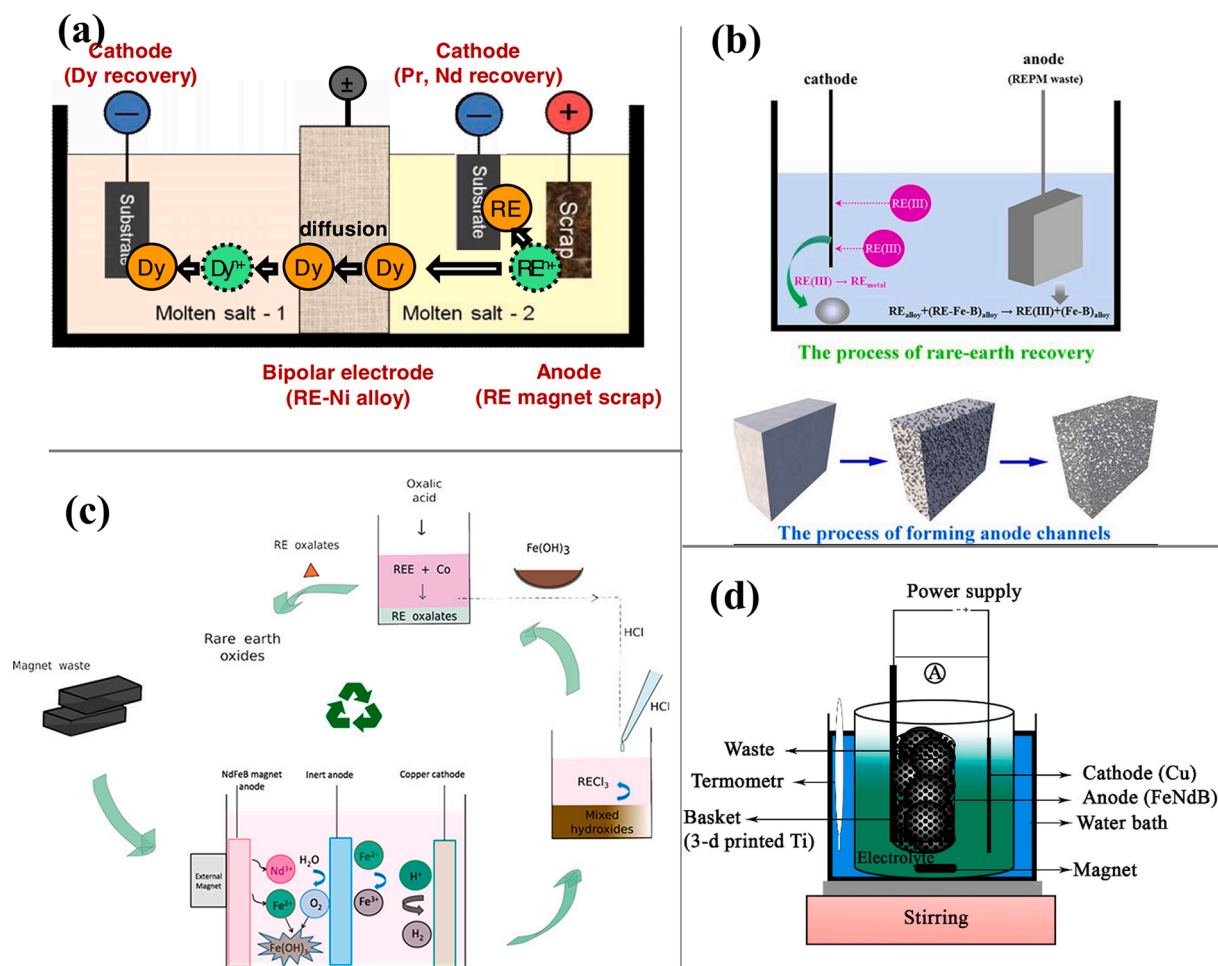 (a)
Cathode
(Dy recovery)
Cathode
(Pr, Nd recovery)
−
±
−
+
Substrate
Substrate
Scrap
diffusion
RE
Dy
Dyⁿ⁺
Dy
Dy
REⁿ⁺
Molten salt - 1
Molten salt - 2
Bipolar electrode
(RE-Ni alloy)
Anode
(RE magnet scrap)
(b)
cathode
anode
(REPM waste)
RE(III)
RE(III)
RE(III) → REmetal
REalloy+(RE-Fe-B)alloy → RE(III)+(Fe-B)alloy
The process of rare-earth recovery
The process of forming anode channels
(c)
Oxalic
acid
RE oxalates
REE + Co
RE oxalates
Fe(OH)3
HCl
Rare earth
oxides
Magnet waste
HCl
RECl₃
Mixed
hydroxides
NdFeB magnet
anode
Inert anode
Copper cathode
External
Magnet
Nd³⁺
H₂O
Fe²⁺
H⁺
Fe²⁺
O₂
Fe³⁺
H₂
Fe(OH)₃
(d)
Power supply
-+
A
Waste
Termometr
Basket
(3-d printed Ti)
Electrolyte
Cathode (Cu)
Anode (FeNdB)
Water bath
Magnet
Stirring